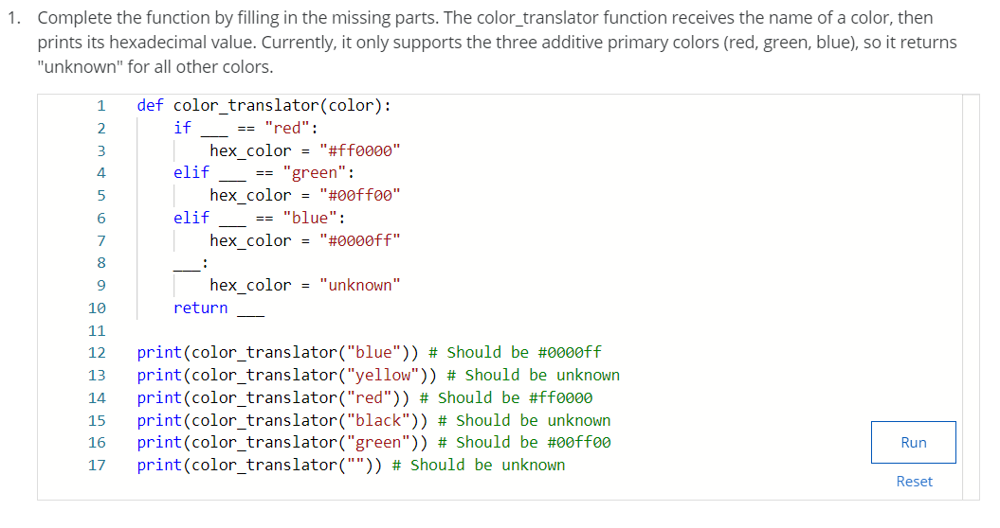 1. Complete the function by filling in the missing parts. The color_translator function receives the name of a color, then
prints its hexadecimal value. Currently, it only supports the three additive primary colors (red, green, blue), so it returns
"unknown" for all other colors.
1 def color_translator(color):
2     if ___ == "red":
3         hex_color = "#ff0000"
4     elif ___ == "green":
5         hex_color = "#00ff00"
6     elif ___ == "blue":
7         hex_color = "#0000ff"
8     ___:
9         hex_color = "unknown"
10     return ___
11
12 print(color_translator("blue")) # Should be #0000ff
13 print(color_translator("yellow")) # Should be unknown
14 print(color_translator("red")) # Should be #ff0000
15 print(color_translator("black")) # Should be unknown
16 print(color_translator("green")) # Should be #00ff00
17 print(color_translator("")) # Should be unknown
Run
Reset